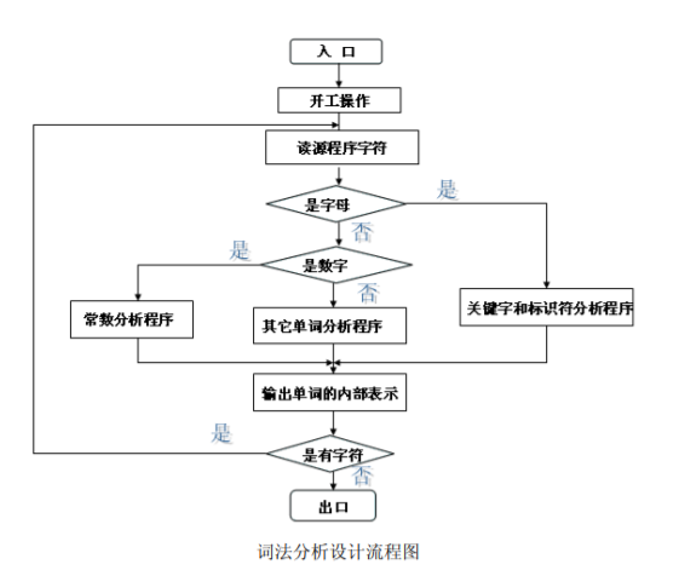 入 口
开工操作
读源程序字符
是字母
是
否
是数字
是
否
常数分析程序
其它单词分析程序
关键字和标识符分析程序
输出单词的内部表示
是
是有字符
否
出口
词法分析设计流程图